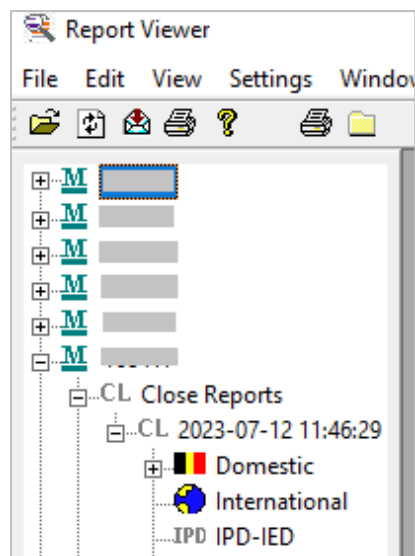 Report Viewer
File Edit View Settings
M
M
M
M
M
M
CL Close Reports
CL 2023-07-12 11:46:29
Domestic
International
IPD IPD-IED